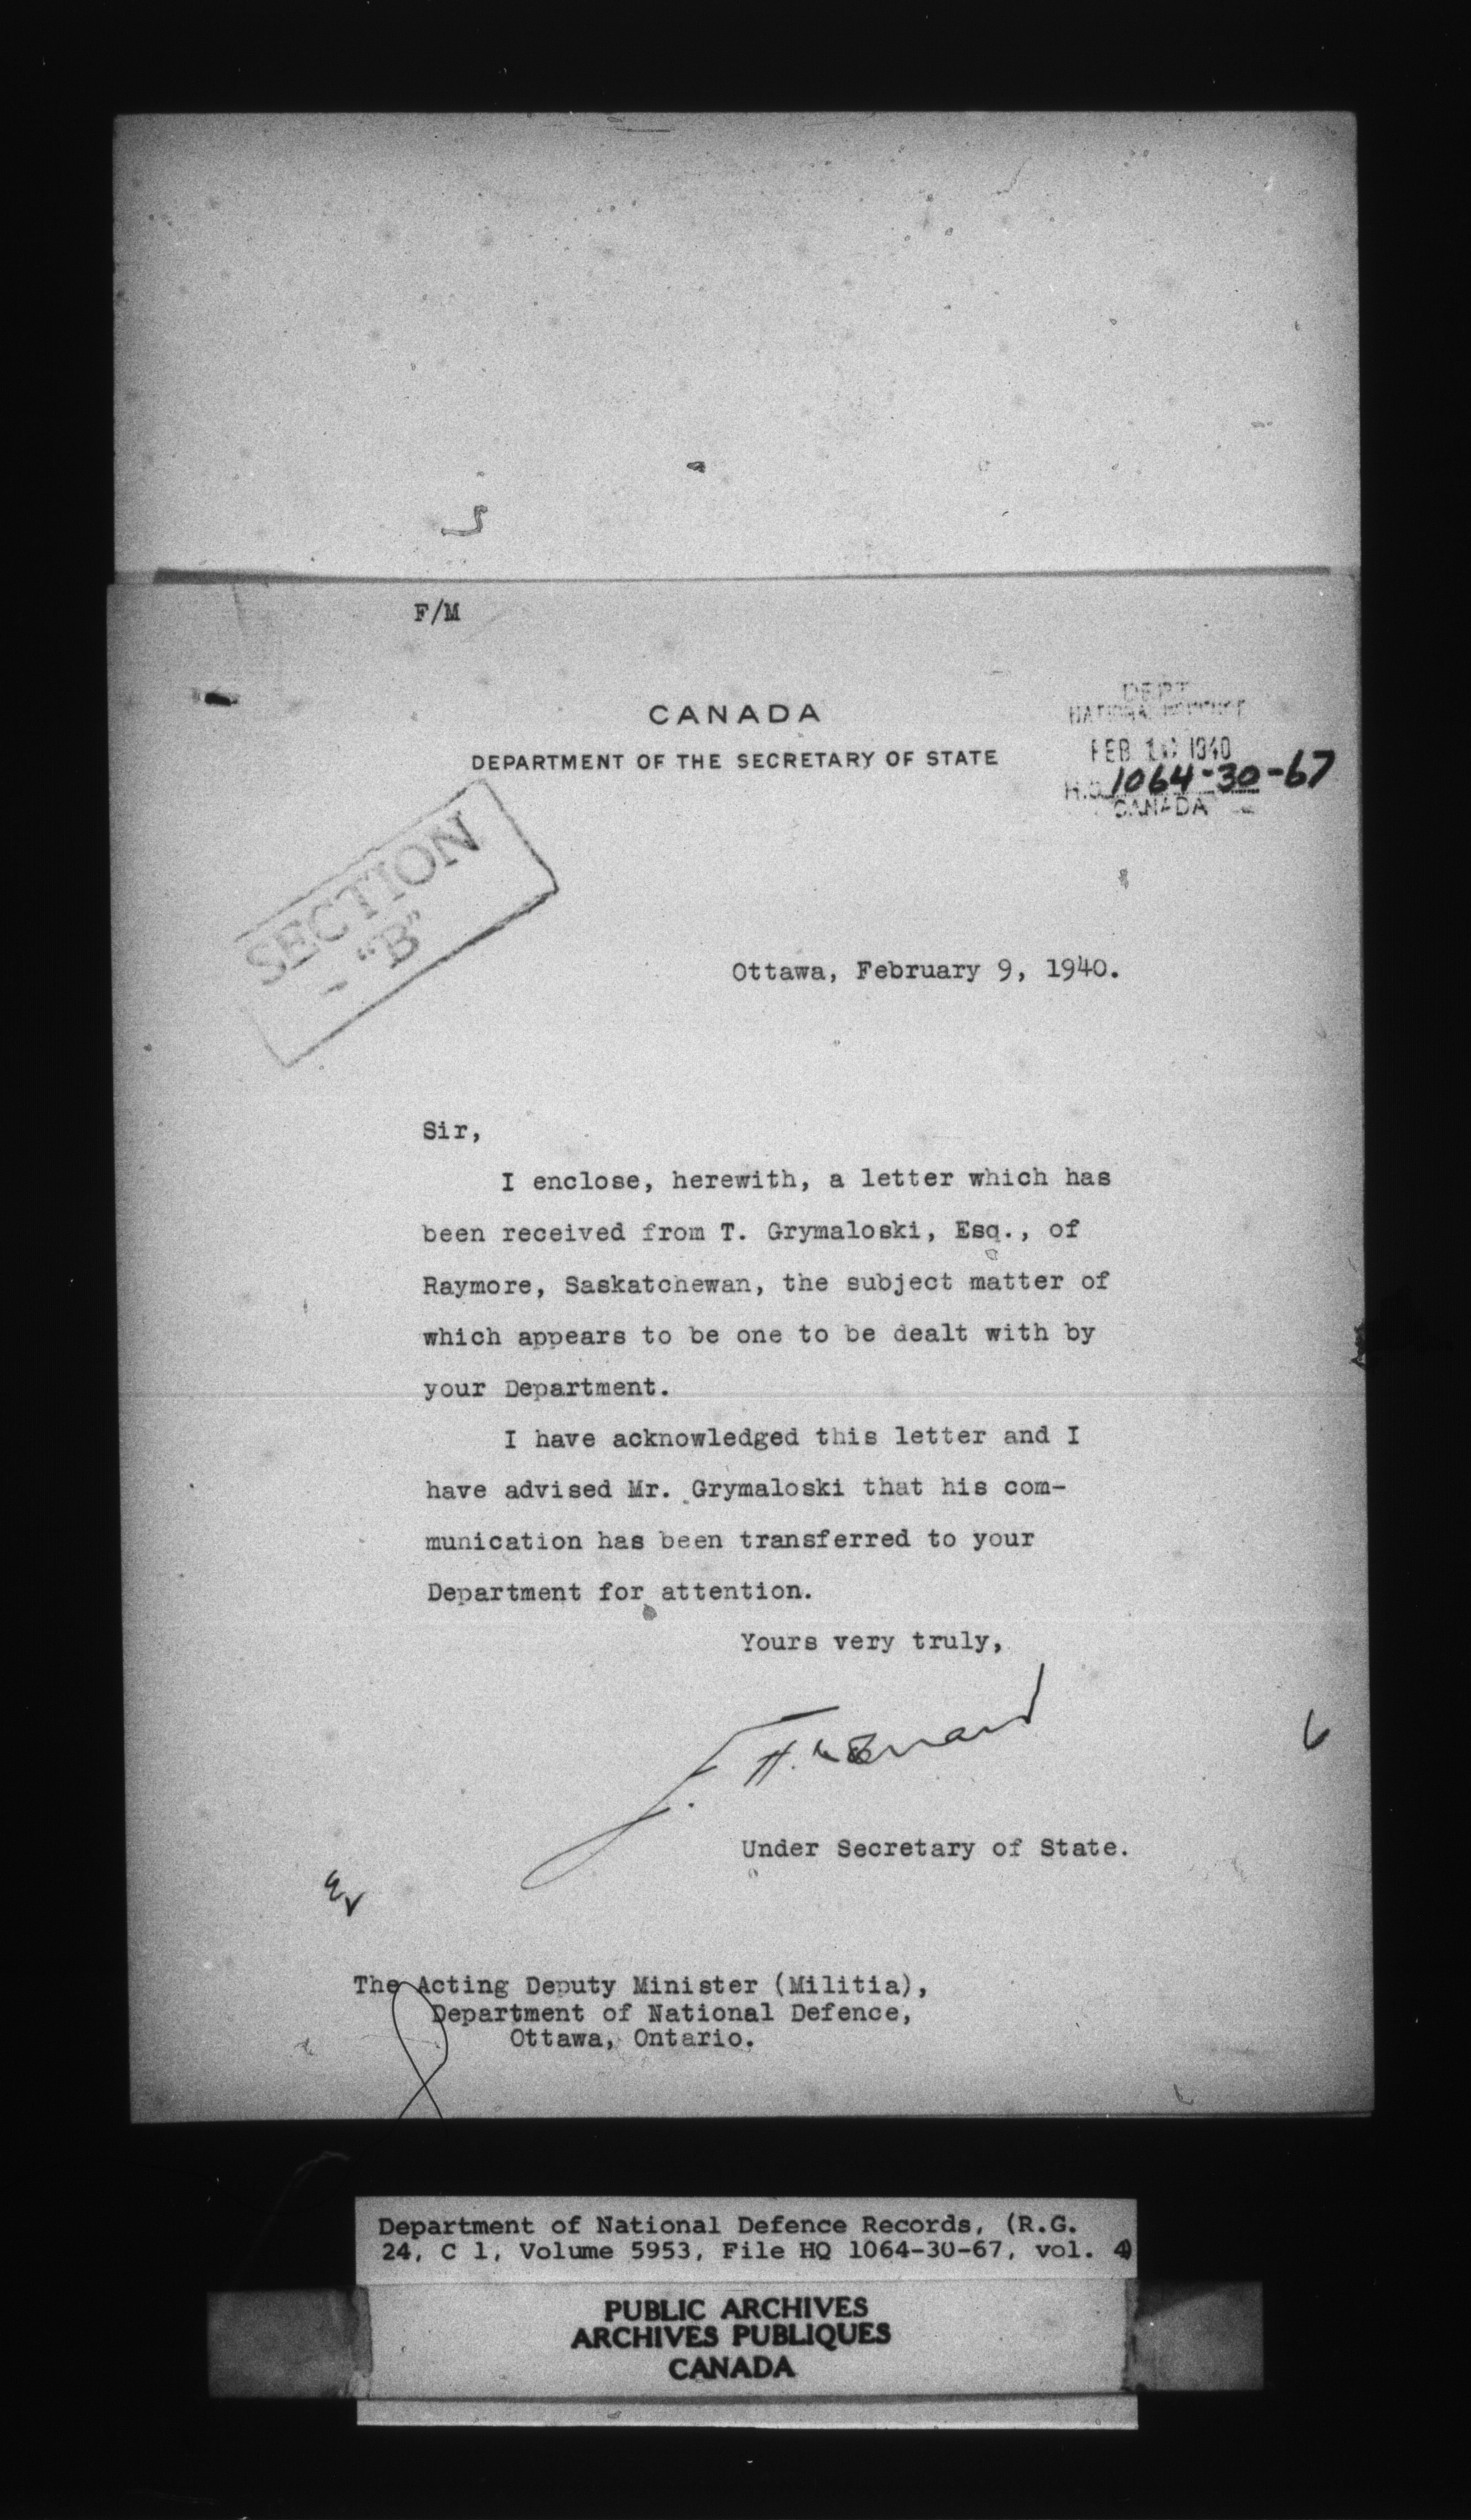 F/M
CANADA
DEPARTMENT OF THE SECRETARY OF STATE
DEPT
NATIONAL DEFENCE
FEB 10 1940
H.Q. 1064-30-67
CANADA
SECTION
"B"
Ottawa, February 9, 1940.
Sir,
I enclose, herewith, a letter which has
been received from T. Grymaloski, Esq., of
Raymore, Saskatchewan, the subject matter of
which appears to be one to be dealt with by
your Department.
I have acknowledged this letter and I
have advised Mr. Grymaloski that his com-
munication has been transferred to your
Department for attention.
Yours very truly,
Under Secretary of State.
The Acting Deputy Minister (Militia),
Department of National Defence,
Ottawa, Ontario.
Department of National Defence Records, (R.G.
24, C 1, Volume 5953, File HQ 1064-30-67, vol. 4)
PUBLIC ARCHIVES
ARCHIVES PUBLIQUES
CANADA